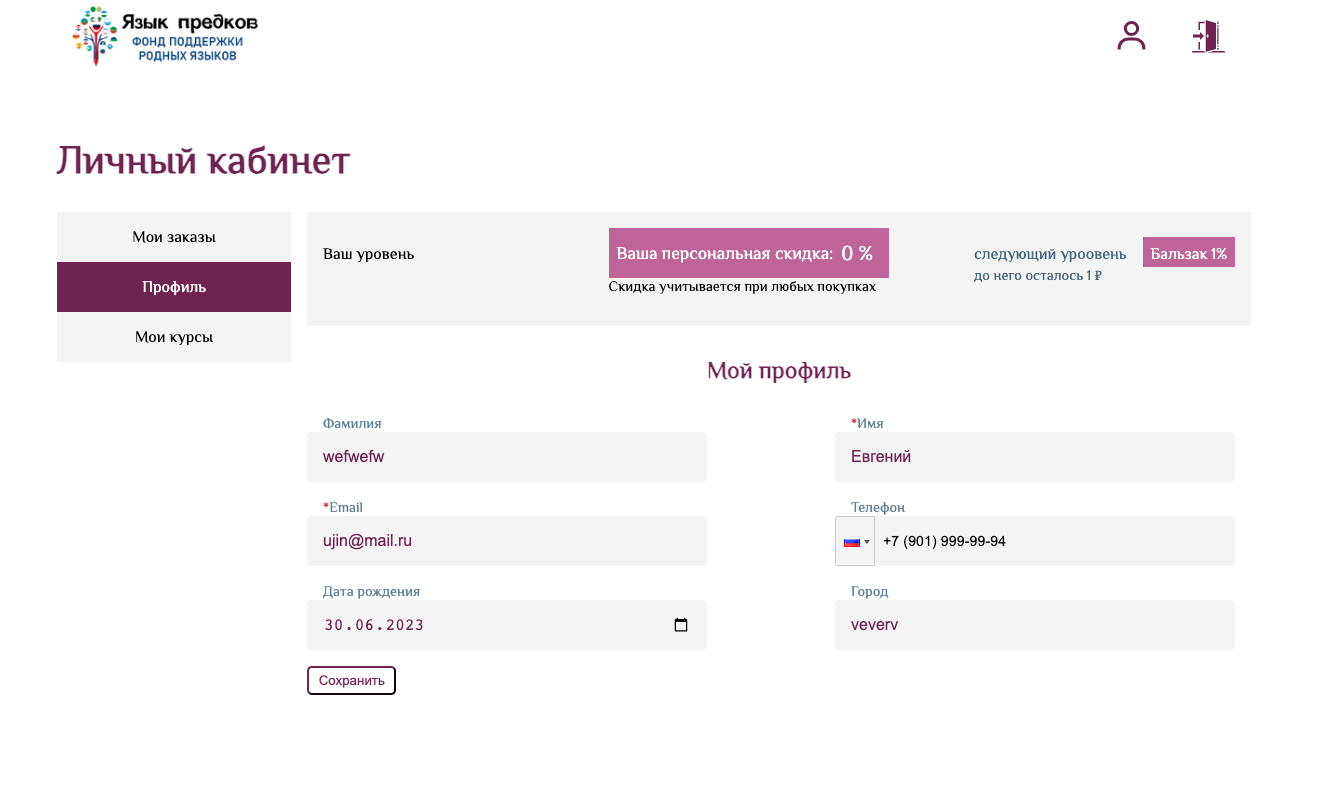 Язык предков
ФОНД ПОДДЕРЖКИ
РОДНЫХ ЯЗЫКОВ
Личный кабинет
Мои заказы
Профиль
Мои курсы
Ваш уровень
Ваша персональная скидка: 0 %
Скидка учитывается при любых покупках
следующий уроовень Бальзак 1%
до него осталось 1 ₽
Мой профиль
Фамилия
wefwefw
*Имя
Евгений
*Email
ujin@mail.ru
Телефон
+7 (901) 999-99-94
Дата рождения
30.06.2023
Город
veverv
Сохранить